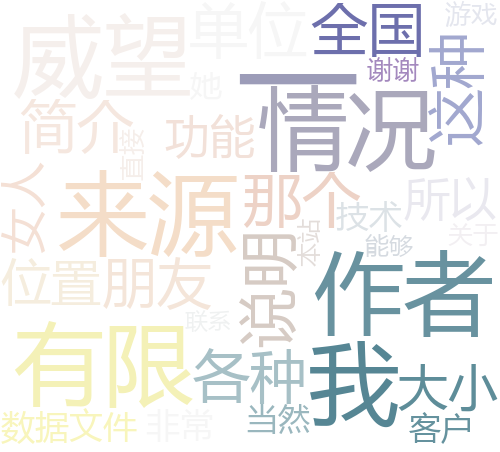 单位
全国
游戏
威望
谢谢
这种
她
一
情况
简介
功能
直接
女人
来源
那个
技术
所以
本站
关于
能够
说明
位置
朋友
作者
联系
有限
各种
我
大小
数据
文件
非常
当然
客户